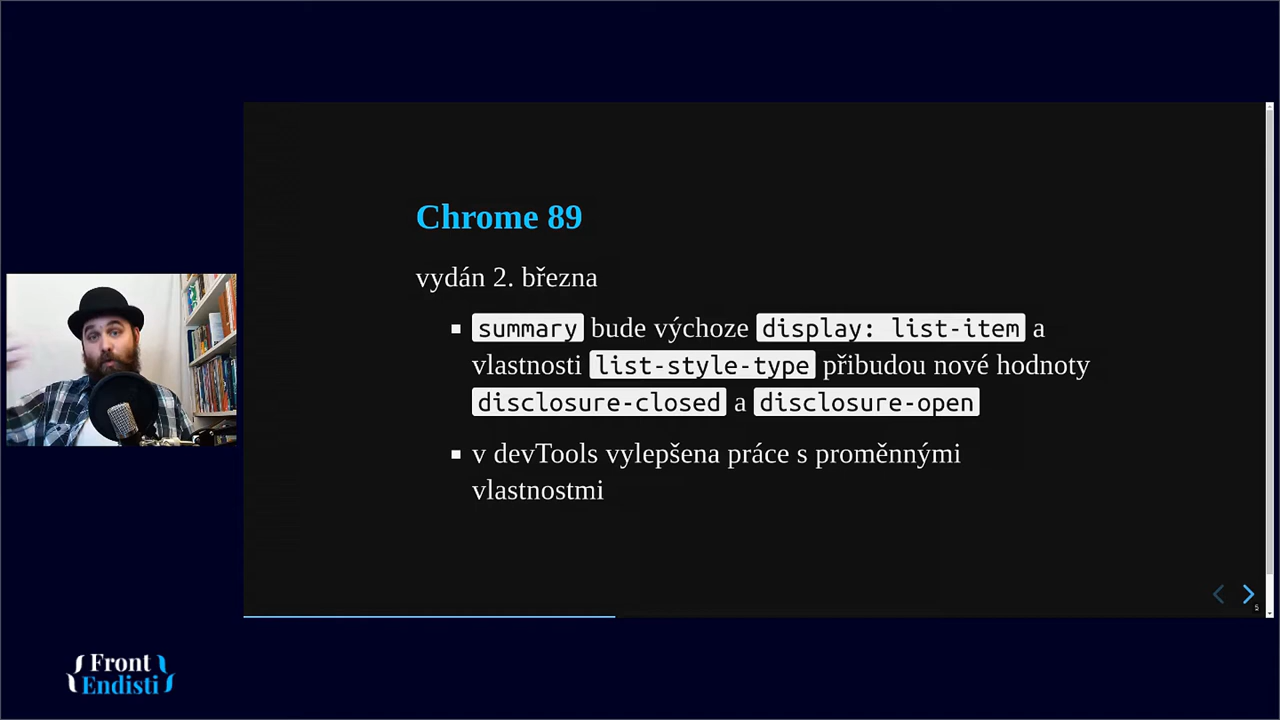 Chrome 89
vydán 2. března
summary bude výchoze display: list-item a
vlastnosti list-style-type přibudou nové hodnoty
disclosure-closed a disclosure-open
v devTools vylepšena práce s proměnnými
vlastnostmi
5
{Front
Endisti}